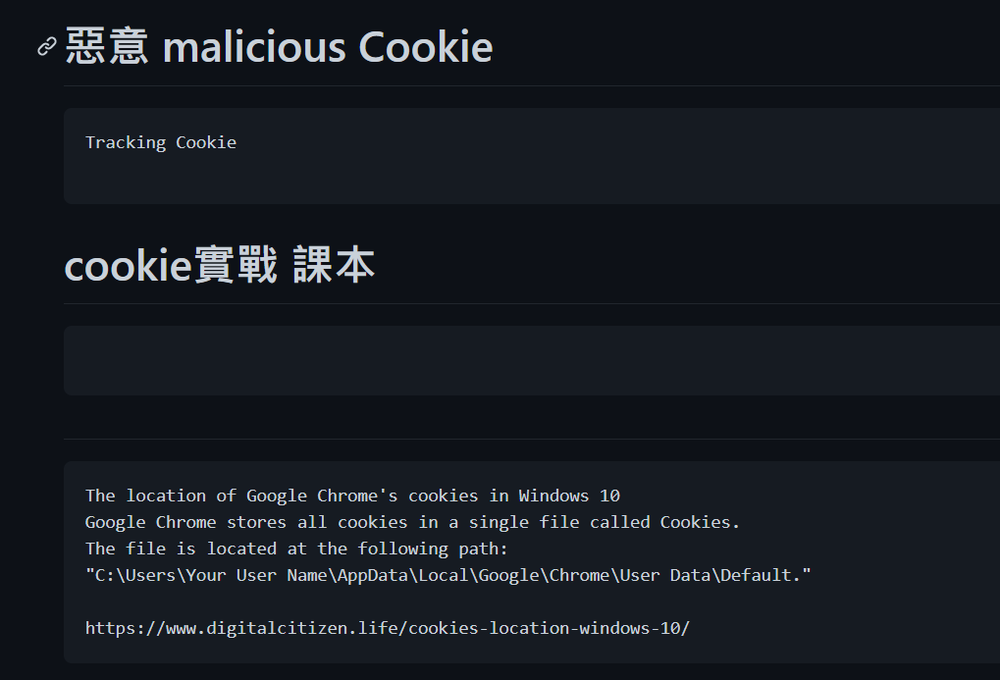 惡意 malicious Cookie
Tracking Cookie
cookie實戰 課本
The location of Google Chrome's cookies in Windows 10
Google Chrome stores all cookies in a single file called Cookies.
The file is located at the following path:
"C:\Users\Your User Name\AppData\Local\Google\Chrome\User Data\Default."
https://www.digitalcitizen.life/cookies-location-windows-10/